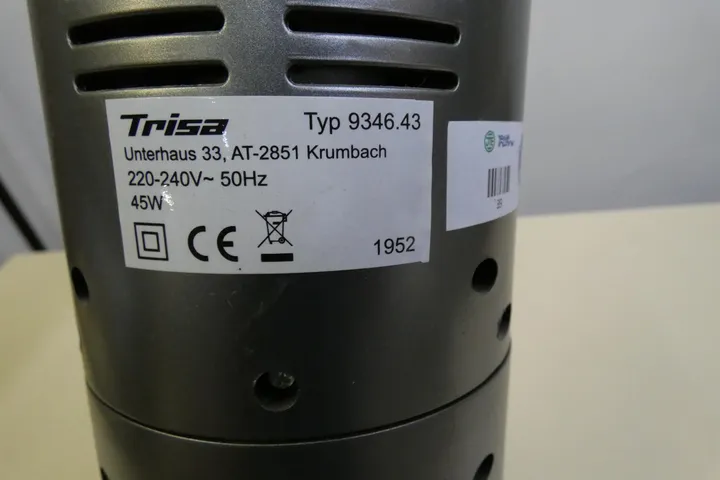 Trisa Typ 9346.43
Unterhaus 33, AT-2851 Krumbach
220-240V~ 50Hz
45W
CE
1952